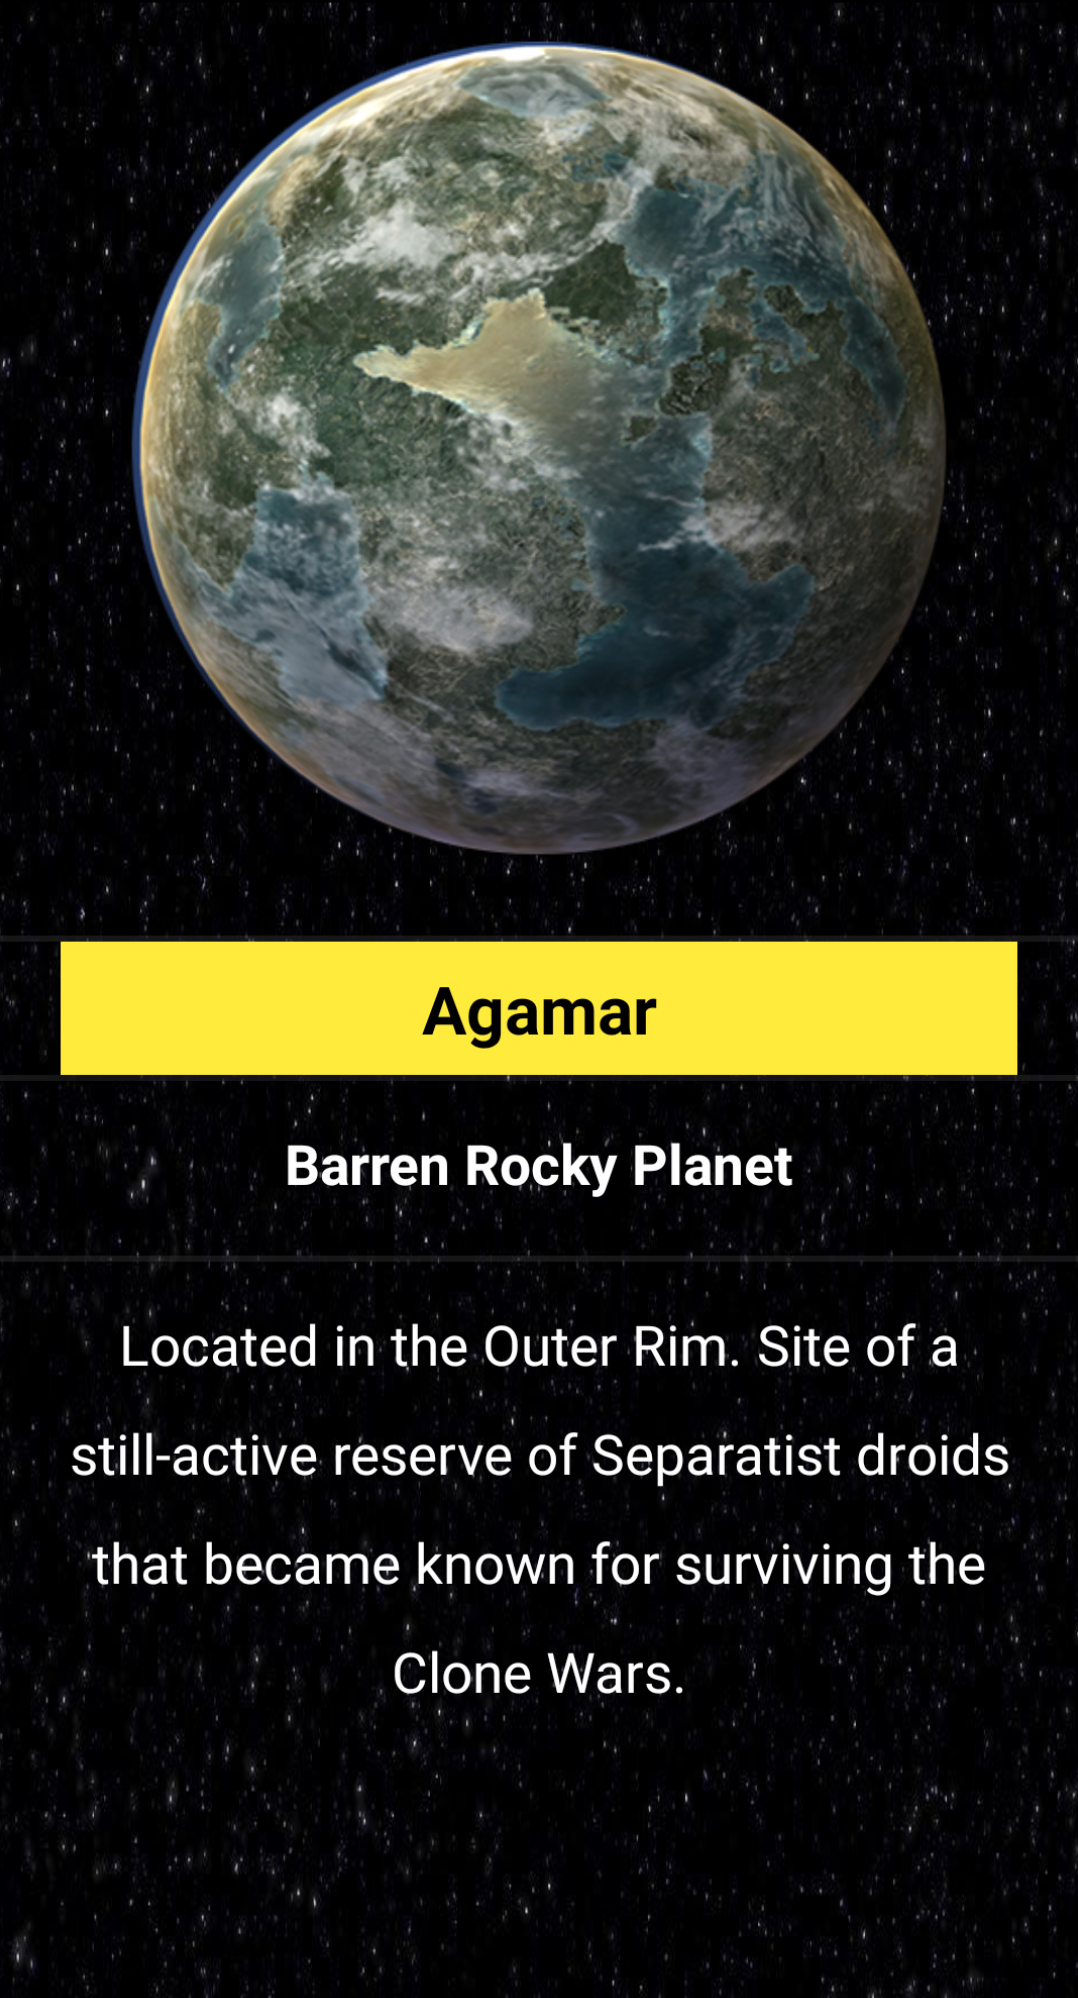 Agamar
Barren Rocky Planet
Located in the Outer Rim. Site of a
still-active reserve of Separatist droids
that became known for surviving the
Clone Wars.